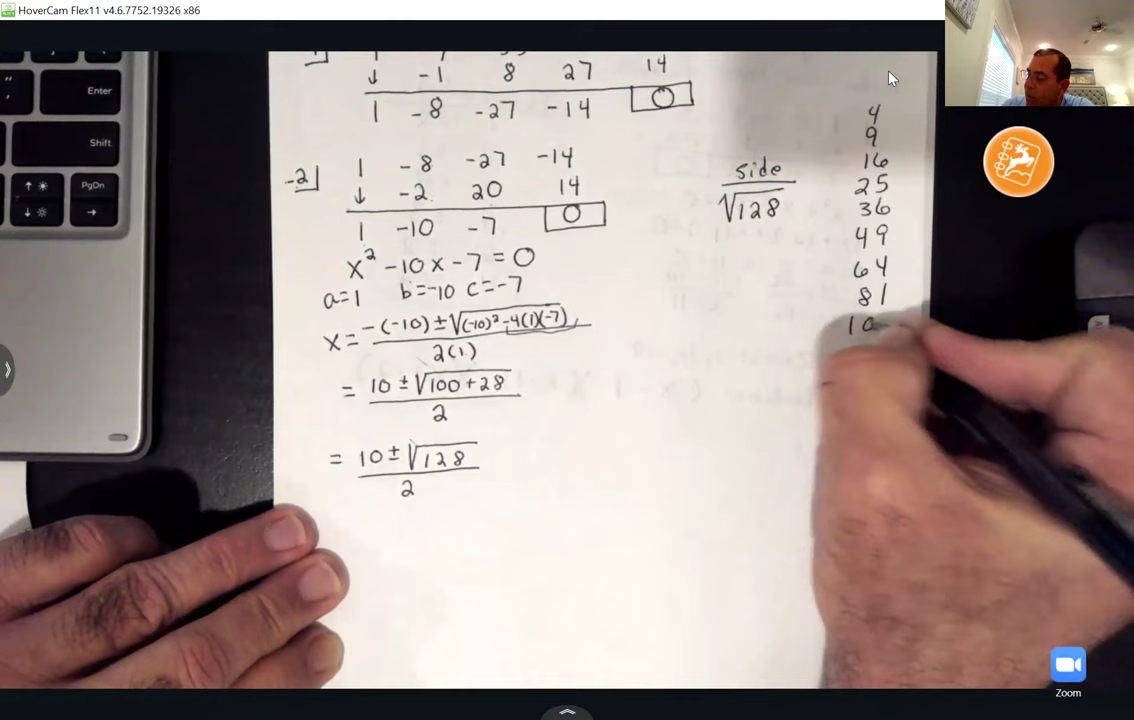 HoverCam Flex11 v4.6.7752.19326 x86
Enter
Shift
PgDn
↓ -1 8 27 14
1 -8 -27 -14 0
-2 1 -8 -27 -14
↓ -2 20 14
1 -10 -7 0
x² - 10x - 7 = 0
a=1 b=-10 c=-7
x = -(-10) ± √(-10)² - 4(1)(-7)
2(1)
= 10 ± √100 + 28
2
= 10 ± √128
2
side
√128
4
9
16
25
36
49
64
81
10
Zoom